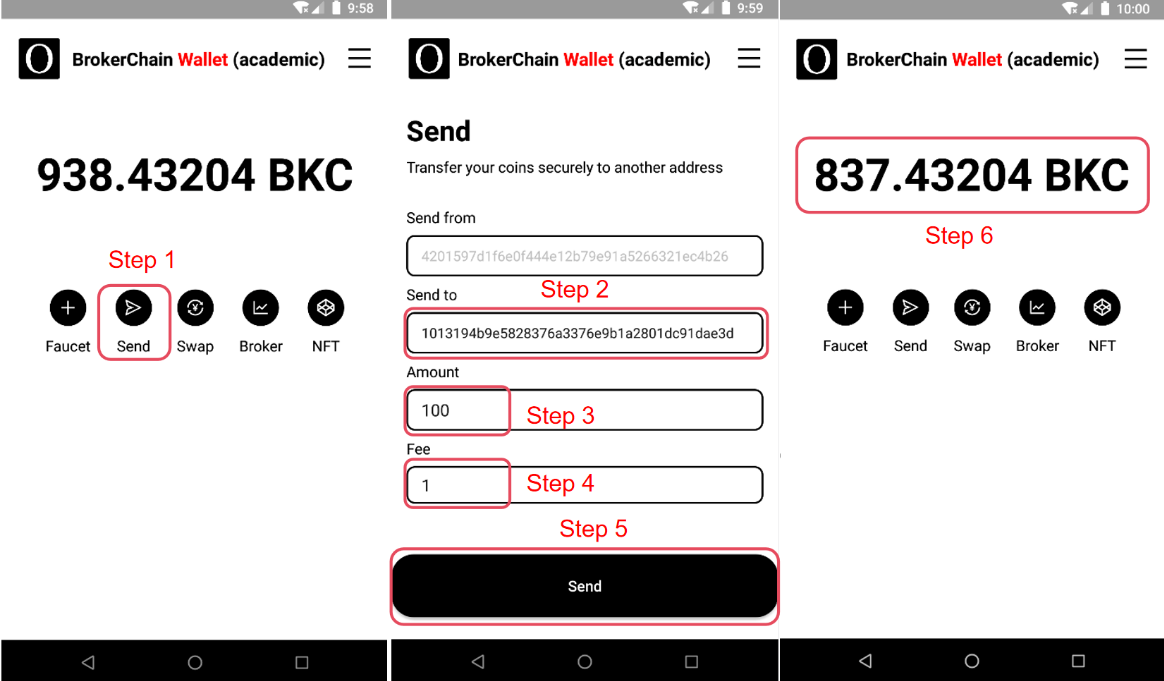 9:58
BrokerChain Wallet (academic)
938.43204 BKC
Step 1
Faucet Send Swap Broker NFT
9:59
BrokerChain Wallet (academic)
Send
Transfer your coins securely to another address
Send from
4201597d1f6e0f444e12b79e91a5266321ec4b26
Step 2
Send to
1013194b9e5828376a3376e9b1a2801dc91dae3d
Amount
100
Step 3
Fee
1
Step 4
Step 5
Send
10:00
BrokerChain Wallet (academic)
837.43204 BKC
Step 6
Faucet Send Swap Broker NFT